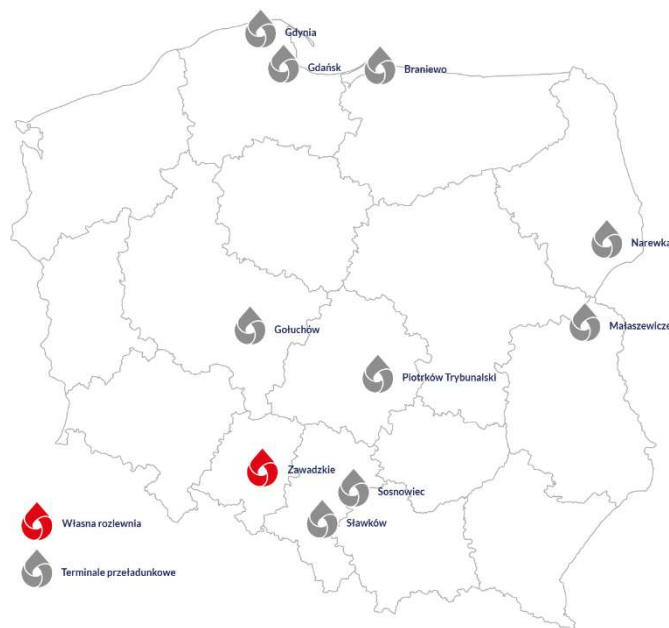 Gdynia
Gdańsk
Braniewo
Narewka
Gołuchów
Małaszewicze
Piotrków Trybunalski
Zawadzkie
Sosnowiec
Sławków
Własna rozlewnia
Terminale przeładunkowe